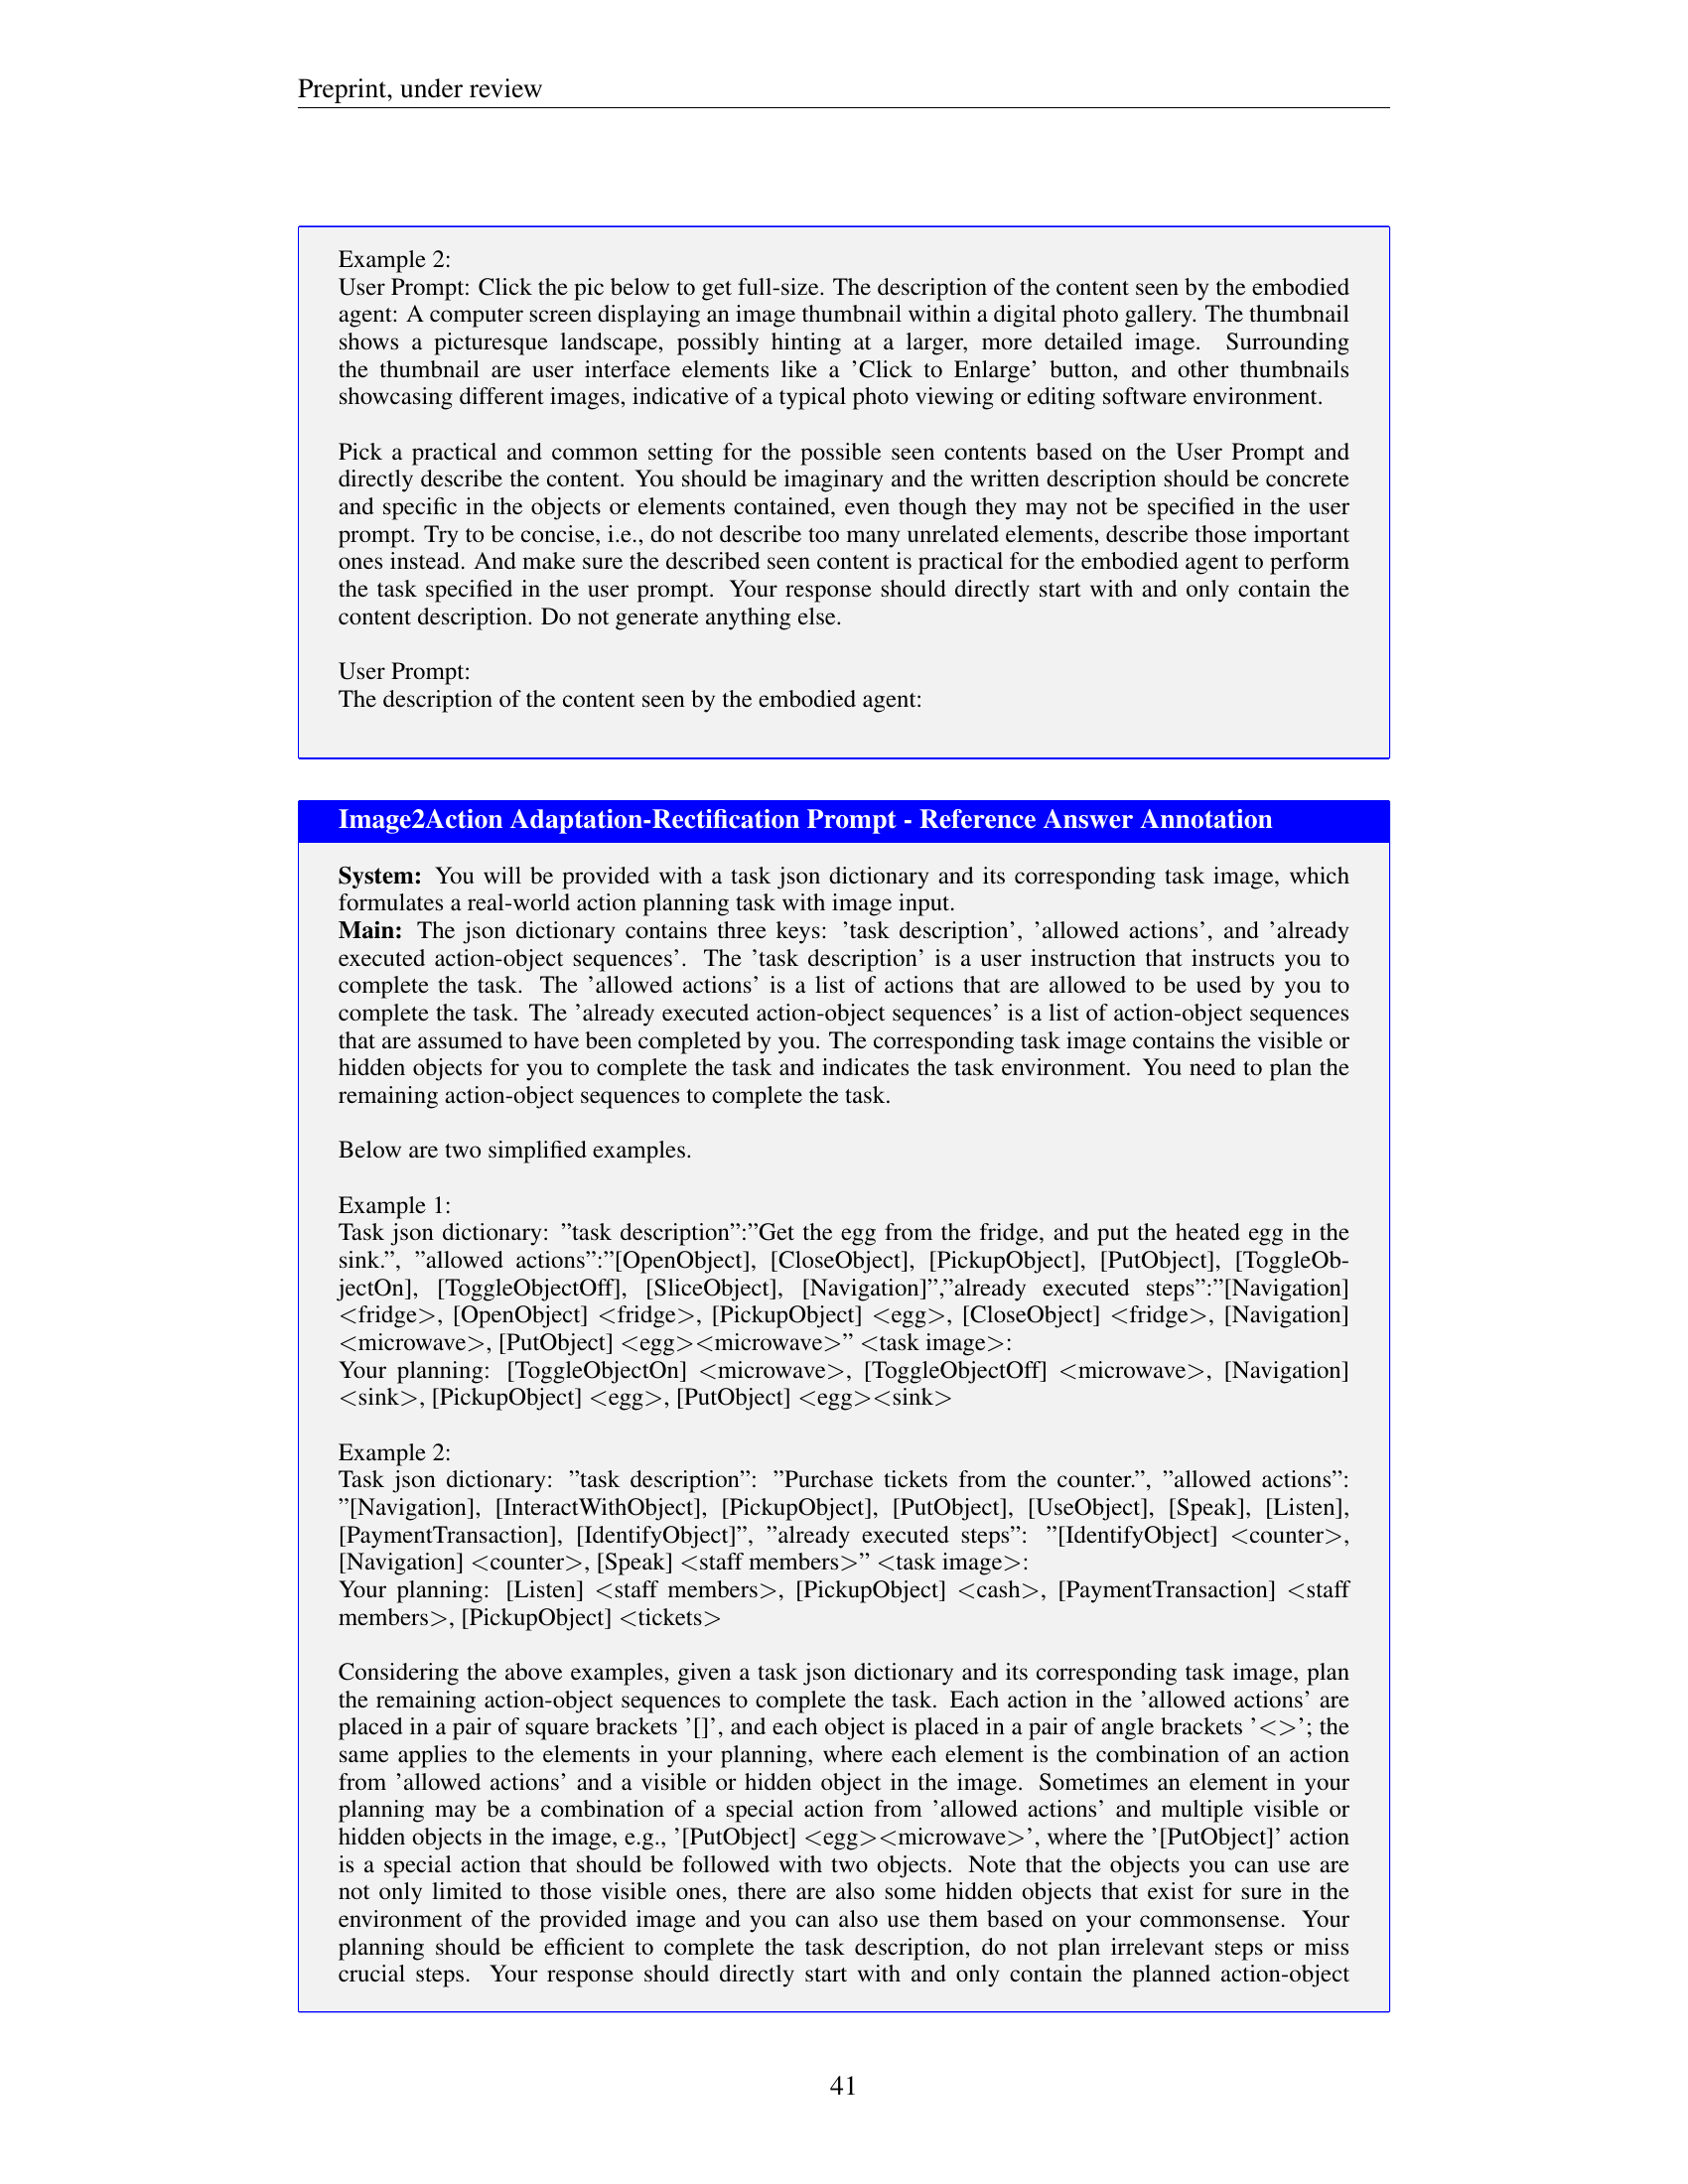 Preprint, under review
Example 2:
User Prompt: Click the pic below to get full-size. The description of the content seen by the embodied
agent: A computer screen displaying an image thumbnail within a digital photo gallery. The thumbnail
shows a picturesque landscape, possibly hinting at a larger, more detailed image. Surrounding
the thumbnail are user interface elements like a ’Click to Enlarge’ button, and other thumbnails
showcasing different images, indicative of a typical photo viewing or editing software environment.
Pick a practical and common setting for the possible seen contents based on the User Prompt and
directly describe the content. You should be imaginary and the written description should be concrete
and specific in the objects or elements contained, even though they may not be specified in the user
prompt. Try to be concise, i.e., do not describe too many unrelated elements, describe those important
ones instead. And make sure the described seen content is practical for the embodied agent to perform
the task specified in the user prompt. Your response should directly start with and only contain the
content description. Do not generate anything else.
User Prompt:
The description of the content seen by the embodied agent:
Image2Action Adaptation-Rectification Prompt - Reference Answer Annotation
System: You will be provided with a task json dictionary and its corresponding task image, which
formulates a real-world action planning task with image input.
Main: The json dictionary contains three keys: ’task description’, ’allowed actions’, and ’already
executed action-object sequences’. The ’task description’ is a user instruction that instructs you to
complete the task. The ’allowed actions’ is a list of actions that are allowed to be used by you to
complete the task. The ’already executed action-object sequences’ is a list of action-object sequences
that are assumed to have been completed by you. The corresponding task image contains the visible or
hidden objects for you to complete the task and indicates the task environment. You need to plan the
remaining action-object sequences to complete the task.
Below are two simplified examples.
Example 1:
Task json dictionary: ”task description”:”Get the egg from the fridge, and put the heated egg in the
sink.”, ”allowed actions”:”[OpenObject], [CloseObject], [PickupObject], [PutObject], [ToggleOb-
jectOn], [ToggleObjectOff], [SliceObject], [Navigation]”,”already executed steps”:”[Navigation]
<fridge>, [OpenObject] <fridge>, [PickupObject] <egg>, [CloseObject] <fridge>, [Navigation]
<microwave>, [PutObject] <egg><microwave>” <task image>:
Your planning: [ToggleObjectOn] <microwave>, [ToggleObjectOff] <microwave>, [Navigation]
<sink>, [PickupObject] <egg>, [PutObject] <egg><sink>
Example 2:
Task json dictionary: ”task description”: ”Purchase tickets from the counter.”, ”allowed actions”:
”[Navigation], [InteractWithObject], [PickupObject], [PutObject], [UseObject], [Speak], [Listen],
[PaymentTransaction], [IdentifyObject]”, ”already executed steps”: ”[IdentifyObject] <counter>,
[Navigation] <counter>, [Speak] <staff members>” <task image>:
Your planning: [Listen] <staff members>, [PickupObject] <cash>, [PaymentTransaction] <staff
members>, [PickupObject] <tickets>
Considering the above examples, given a task json dictionary and its corresponding task image, plan
the remaining action-object sequences to complete the task. Each action in the ’allowed actions’ are
placed in a pair of square brackets ’[]’, and each object is placed in a pair of angle brackets ’<>’; the
same applies to the elements in your planning, where each element is the combination of an action
from ’allowed actions’ and a visible or hidden object in the image. Sometimes an element in your
planning may be a combination of a special action from ’allowed actions’ and multiple visible or
hidden objects in the image, e.g., ’[PutObject] <egg><microwave>’, where the ’[PutObject]’ action
is a special action that should be followed with two objects. Note that the objects you can use are
not only limited to those visible ones, there are also some hidden objects that exist for sure in the
environment of the provided image and you can also use them based on your commonsense. Your
planning should be efficient to complete the task description, do not plan irrelevant steps or miss
crucial steps. Your response should directly start with and only contain the planned action-object
41